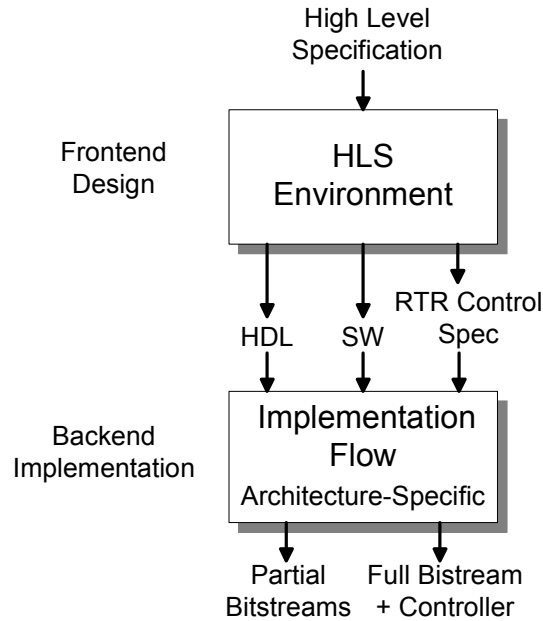 High Level
Specification
Frontend
Design
HLS
Environment
HDL
SW
RTR Control
Spec
Backend
Implementation
Implementation
Flow
Architecture-Specific
Partial
Bitstreams
Full Bistream
+ Controller